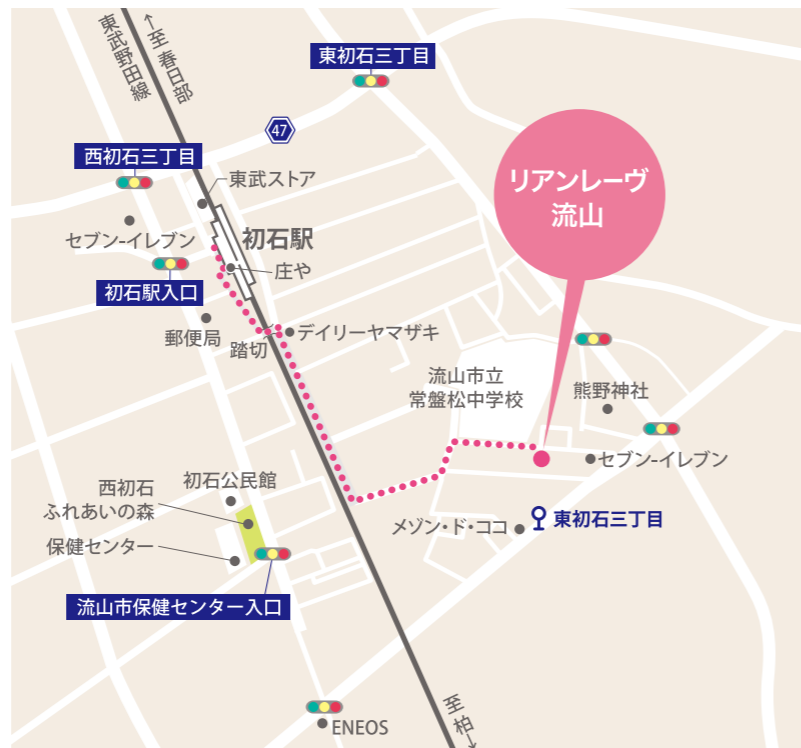 ←至 春日部
東武野田線
東初石三丁目
47
西初石三丁目
東武ストア
リアンレーヴ
流山
セブン-イレブン
初石駅
庄や
初石駅入口
郵便局
デイリーヤマザキ
踏切
流山市立
常盤松中学校
熊野神社
セブン-イレブン
初石公民館
西初石
ふれあいの森
保健センター
メゾン・ド・ココ
東初石三丁目
流山市保健センター入口
至 柏→
ENEOS